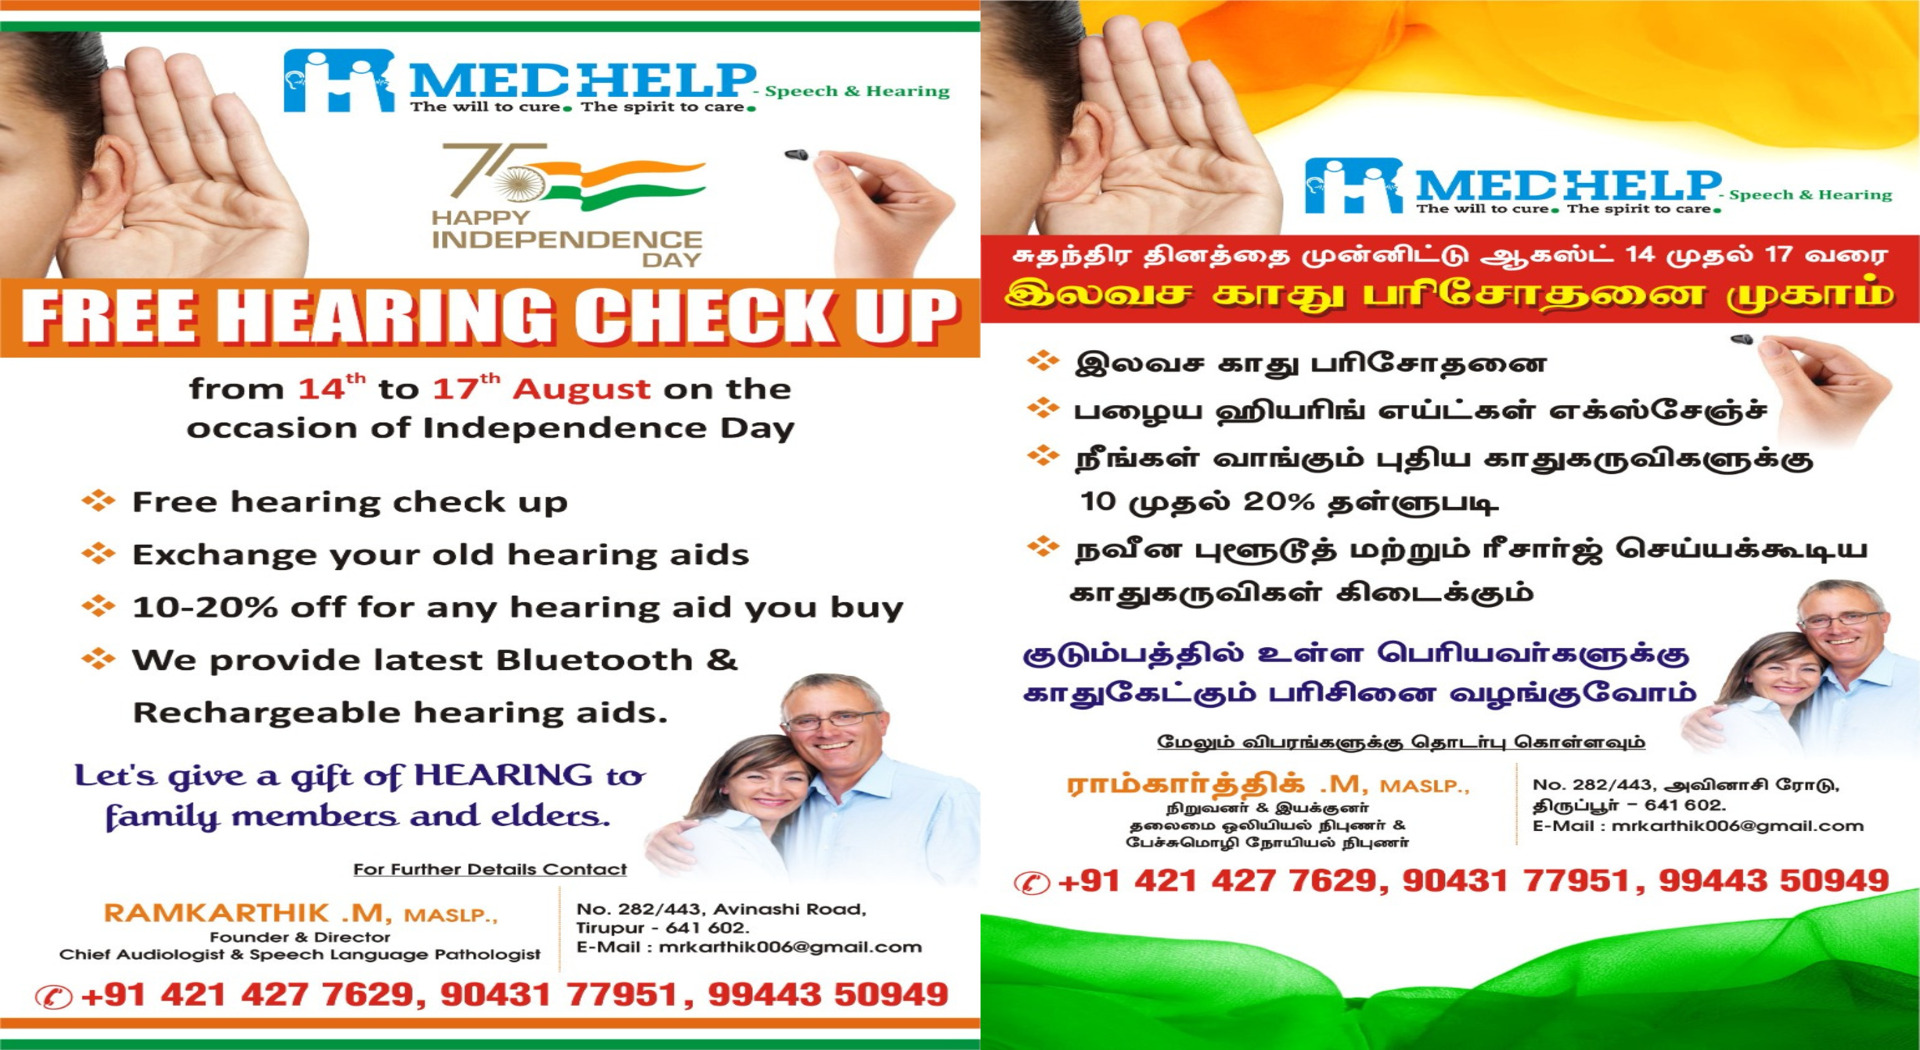 MEDHELP - Speech & Hearing
The will to cure. The spirit to care.
75
HAPPY
INDEPENDENCE
DAY
FREE HEARING CHECK UP
from 14th to 17th August on the
occasion of Independence Day
Free hearing check up
Exchange your old hearing aids
10-20% off for any hearing aid you buy
We provide latest Bluetooth &
Rechargeable hearing aids.
Let's give a gift of HEARING to
family members and elders.
For Further Details Contact
RAMKARTHIK .M, MASLP.,
Founder & Director
Chief Audiologist & Speech Language Pathologist
No. 282/443, Avinashi Road,
Tirupur - 641 602.
E-Mail : mrkarthik006@gmail.com
+91 421 427 7629, 90431 77951, 99443 50949
MEDHELP - Speech & Hearing
The will to cure. The spirit to care.
சுதந்திர தினத்தை முன்னிட்டு ஆகஸ்ட் 14 முதல் 17 வரை
இலவச காது பரிசோதனை முகாம்
இலவச காது பரிசோதனை
பழைய ஹியரிங் எய்ட்கள் எக்ஸ்சேஞ்ச்
நீங்கள் வாங்கும் புதிய காதுகருவிகளுக்கு
10 முதல் 20% தள்ளுபடி
நவீன புளூடூத் மற்றும் ரீசார்ஜ் செய்யக்கூடிய
காதுகருவிகள் கிடைக்கும்
குடும்பத்தில் உள்ள பெரியவர்களுக்கு
காதுகேட்கும் பரிசினை வழங்குவோம்
மேலும் விபரங்களுக்கு தொடர்பு கொள்ளவும்
ராம்கார்த்திக் .M, MASLP.,
நிறுவனர் & இயக்குனர்
தலைமை ஒலியியல் நிபுணர் &
பேச்சுமொழி நோயியல் நிபுணர்
No. 282/443, அவினாசி ரோடு,
திருப்பூர் – 641 602.
E-Mail : mrkarthik006@gmail.com
+91 421 427 7629, 90431 77951, 99443 50949